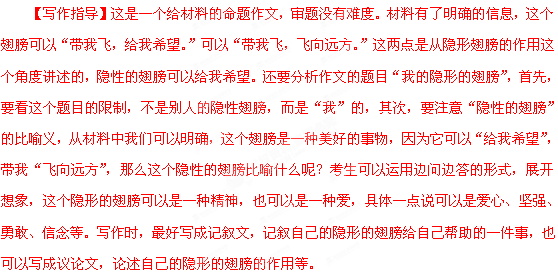 【写作指导】这是一个给材料的命题作文，审题没有难度。材料有了明确的信息，这个
翅膀可以“带我飞，给我希望。”可以“带我飞，飞向远方。”这两点是从隐形翅膀的作用这
个角度讲述的，隐性的翅膀可以给我希望。还要分析作文的题目“我的隐形的翅膀”，首先，
要看这个题目的限制，不是别人的隐性翅膀，而是“我”的，其次，要注意“隐性的翅膀”
的比喻义，从材料中我们可以明确，这个翅膀是一种美好的事物，因为它可以“给我希望”，
带我“飞向远方”，那么这个隐性的翅膀比喻什么呢？考生可以运用边问边答的形式，展开
想象，这个隐形的翅膀可以是一种精神，也可以是一种爱，具体一点说可以是爱心、坚强、
勇敢、信念等。写作时，最好写成记叙文，记叙自己的隐形的翅膀给自己帮助的一件事，也
可以写成议论文，论述自己的隐形的翅膀的作用等。